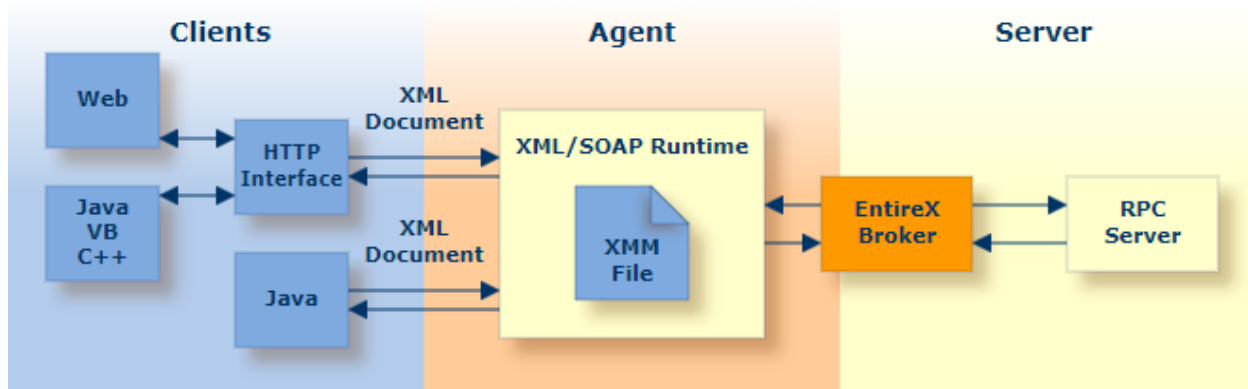 Clients
Agent
Server
Web
Java
VB
C++
HTTP
Interface
Java
XML
Document
XML
Document
XML/SOAP Runtime
XMM
File
EntireX
Broker
RPC
Server